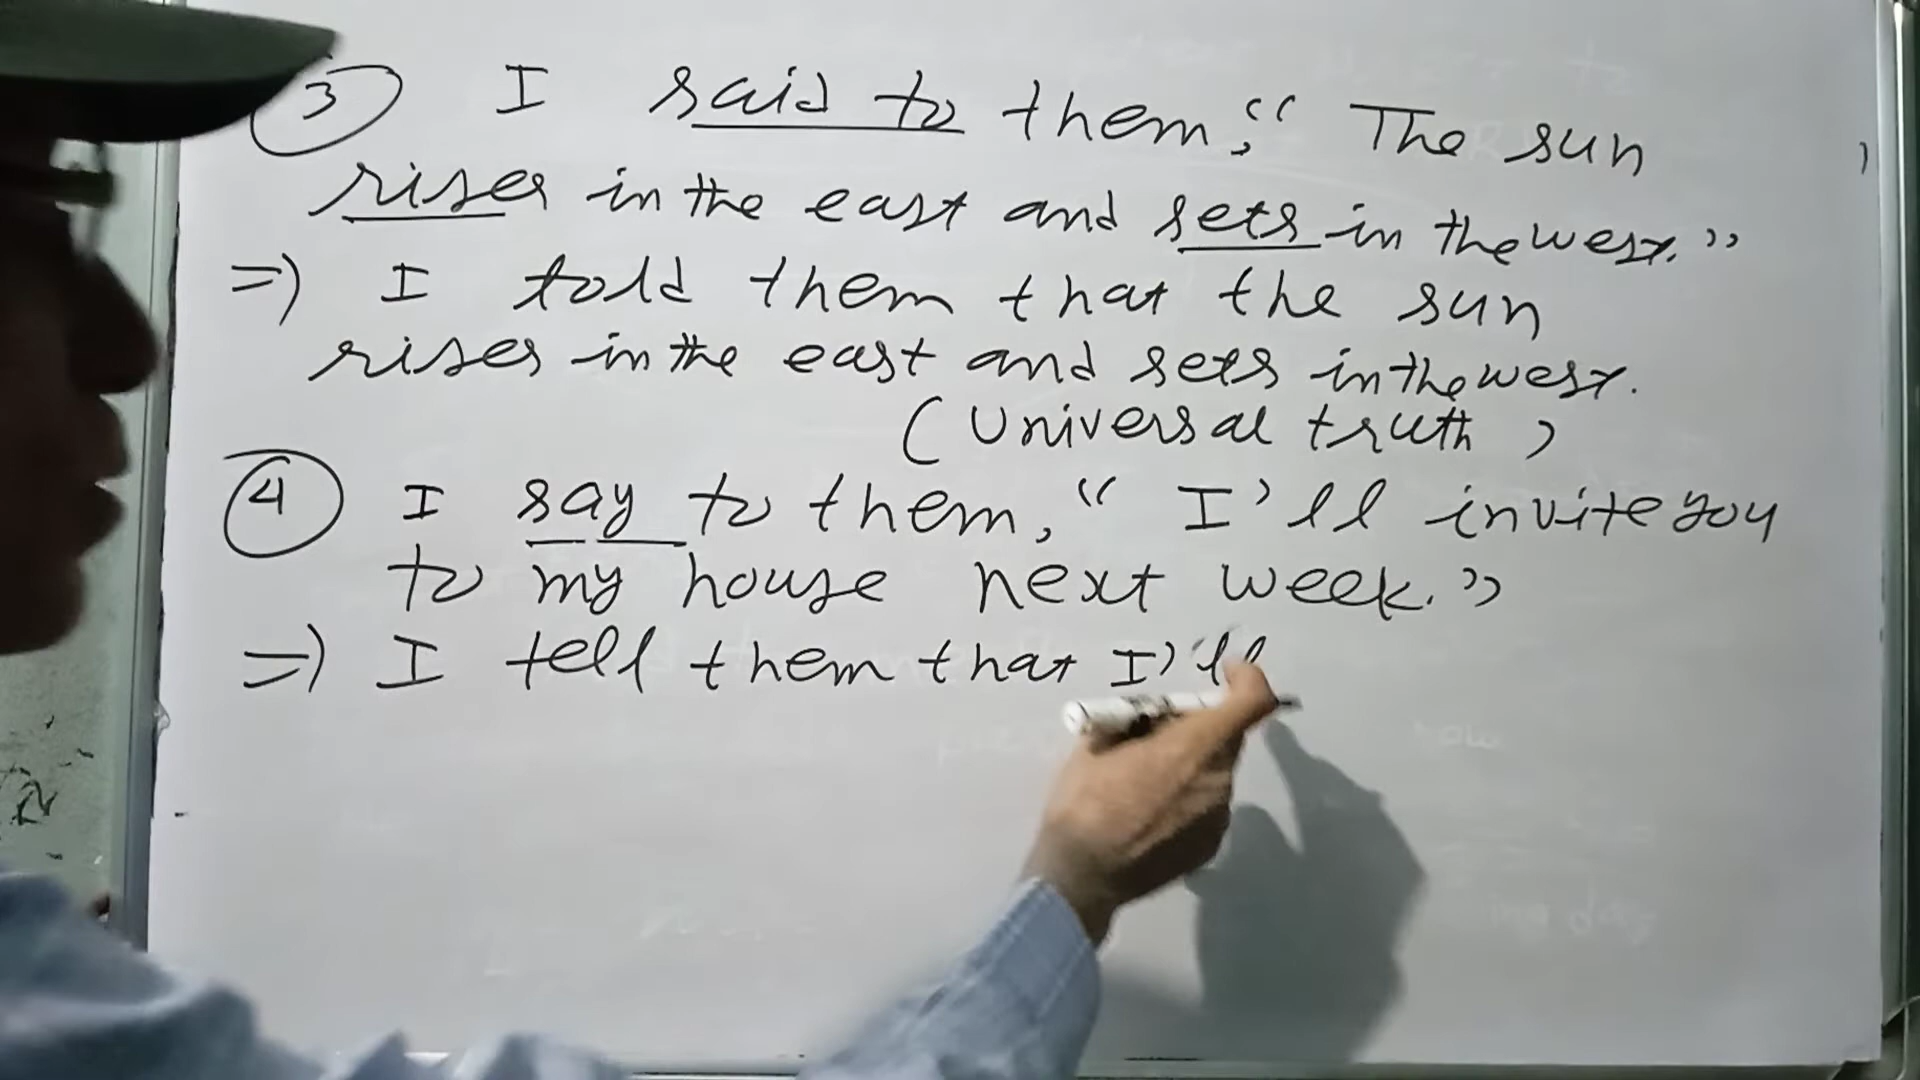 3 I said to them, “ The sun
rises in the east and sets in the west. ”
=) I told them that the sun
rises in the east and sets in the west.
( Universal truth )
4 I say to them, “ I'll invite you
to my house next week. ”
=) I tell them that I'll